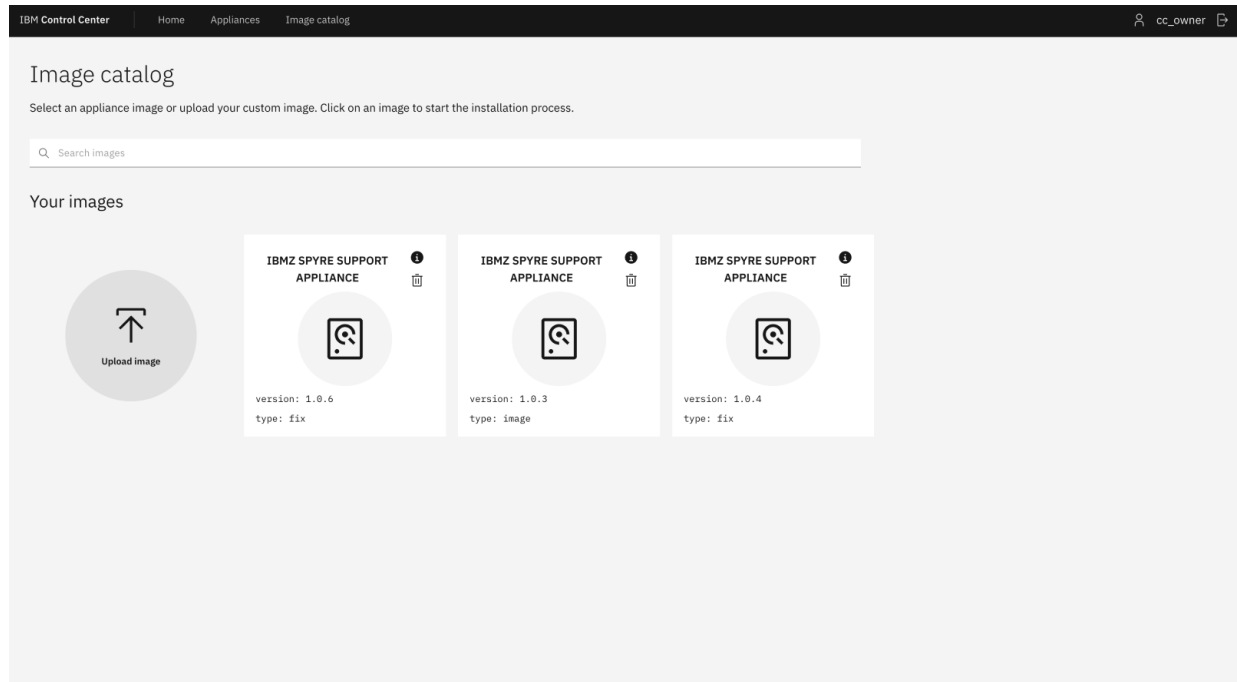 IBM Control Center Home Appliances Image catalog cc_owner
Image catalog
Select an appliance image or upload your custom image. Click on an image to start the installation process.
Search images
Your images
Upload image
IBMZ SPYRE SUPPORT
APPLIANCE
version: 1.0.6
type: fix
IBMZ SPYRE SUPPORT
APPLIANCE
version: 1.0.3
type: image
IBMZ SPYRE SUPPORT
APPLIANCE
version: 1.0.4
type: fix